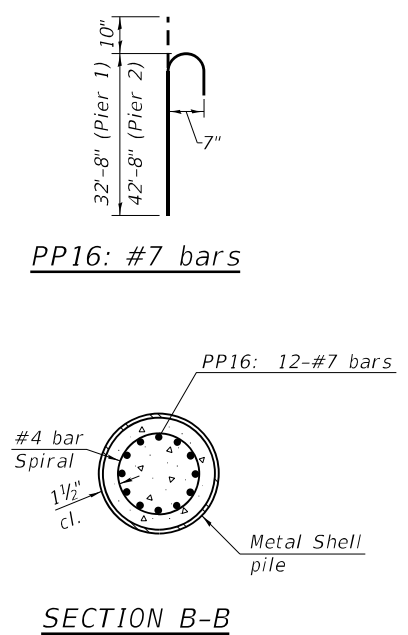 10"
32'-8" (Pier 1)
42'-8" (Pier 2)
7"
PP16: #7 bars
PP16: 12-#7 bars
#4 bar
Spiral
1½"
cl.
Metal Shell
pile
SECTION B-B